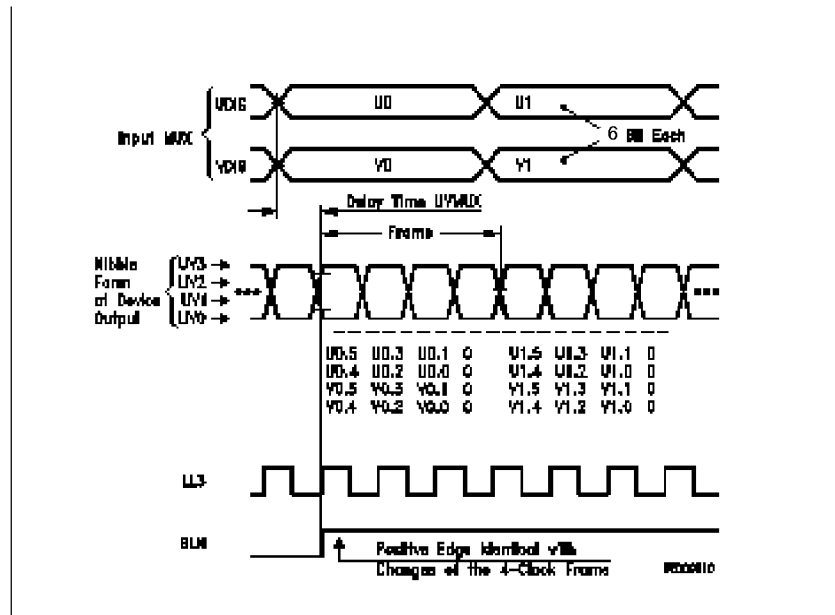 UDIG
U0
U1
Input MUX
6 Bit Each
VDIG
V0
V1
Delay Time UVMUX
Frame
Nibble
Form
of Device
Output
UV3
UV2
UV1
UV0
U0.5 U0.3 U0.1 0 U1.5 U1.3 U1.1 0
U0.4 U0.2 U0.0 0 U1.4 U1.2 U1.0 0
V0.5 V0.3 V0.1 0 V1.5 V1.3 V1.1 0
V0.4 V0.2 V0.0 0 V1.4 V1.2 V1.0 0
LL3
BLN
Positive Edge Identical with
Changes of the 4-Clock Frame